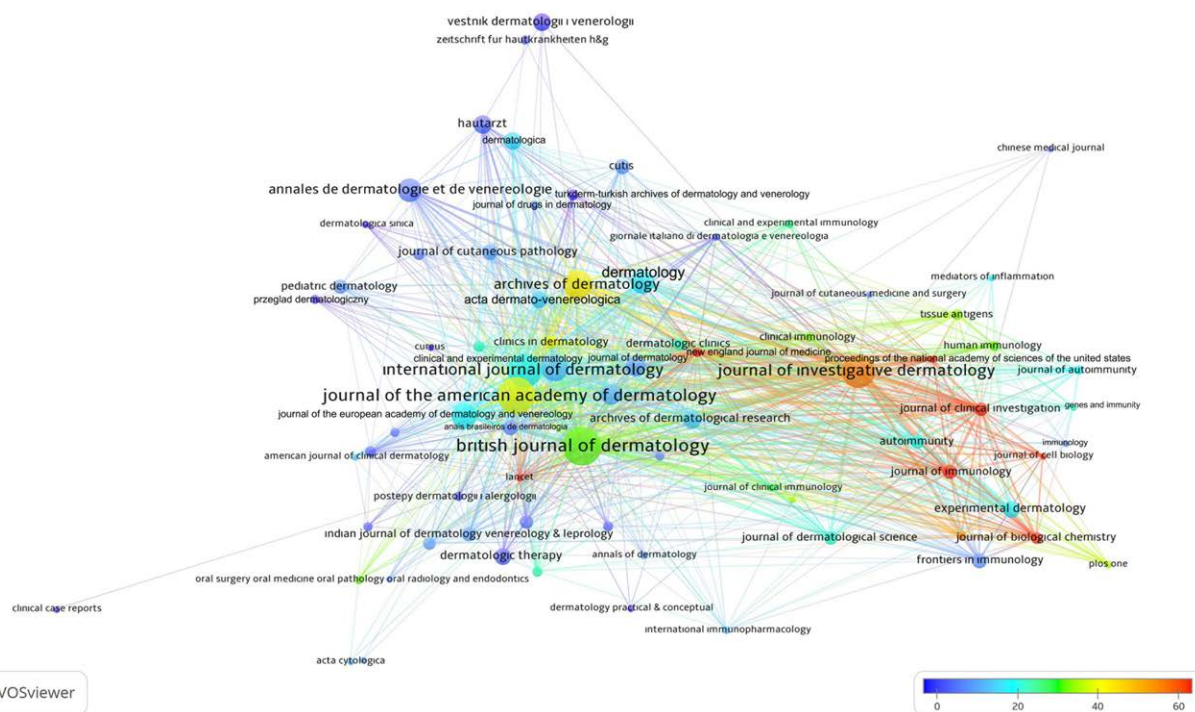 vestnik dermatologii i venerologii
zeitschrift fur hautkrankheiten h&g
hautarzt
dermatologica
chinese medical journal
cutis
annales de dermatologie et de venereologie
turkderm-turkish archives of dermatology and venerology
journal of drugs in dermatology
dermatologica sinica
clinical and experimental immunology
giornale italiano di dermatologia e venereologia
journal of cutaneous pathology
dermatology
mediators of inflammation
archives of dermatology
pediatric dermatology
journal of cutaneous medicine and surgery
przeglad dermatologiczny
acta dermato-venereologica
tissue antigens
clinical immunology
clinics in dermatology
dermatologic clinics
human immunology
cureus
new england journal of medicine
clinical and experimental dermatology
journal of dermatology
proceedings of the national academy of sciences of the united states
international journal of dermatology
journal of investigative dermatology
journal of autoimmunity
journal of the american academy of dermatology
genes and immunity
journal of clinical investigation
journal of the european academy of dermatology and venereology
archives of dermatological research
anais brasileiros de dermatologia
british journal of dermatology
autoimmunity
immunology
american journal of clinical dermatology
journal of cell biology
journal of immunology
lancet
journal of clinical immunology
postepy dermatologii i alergologii
experimental dermatology
indian journal of dermatology venereology & leprology
journal of dermatological science
journal of biological chemistry
dermatologic therapy
annals of dermatology
frontiers in immunology
plos one
oral surgery oral medicine oral pathology oral radiology and endodontics
clinical case reports
dermatology practical & conceptual
international immunopharmacology
acta cytologica
VOSviewer
0 20 40 60